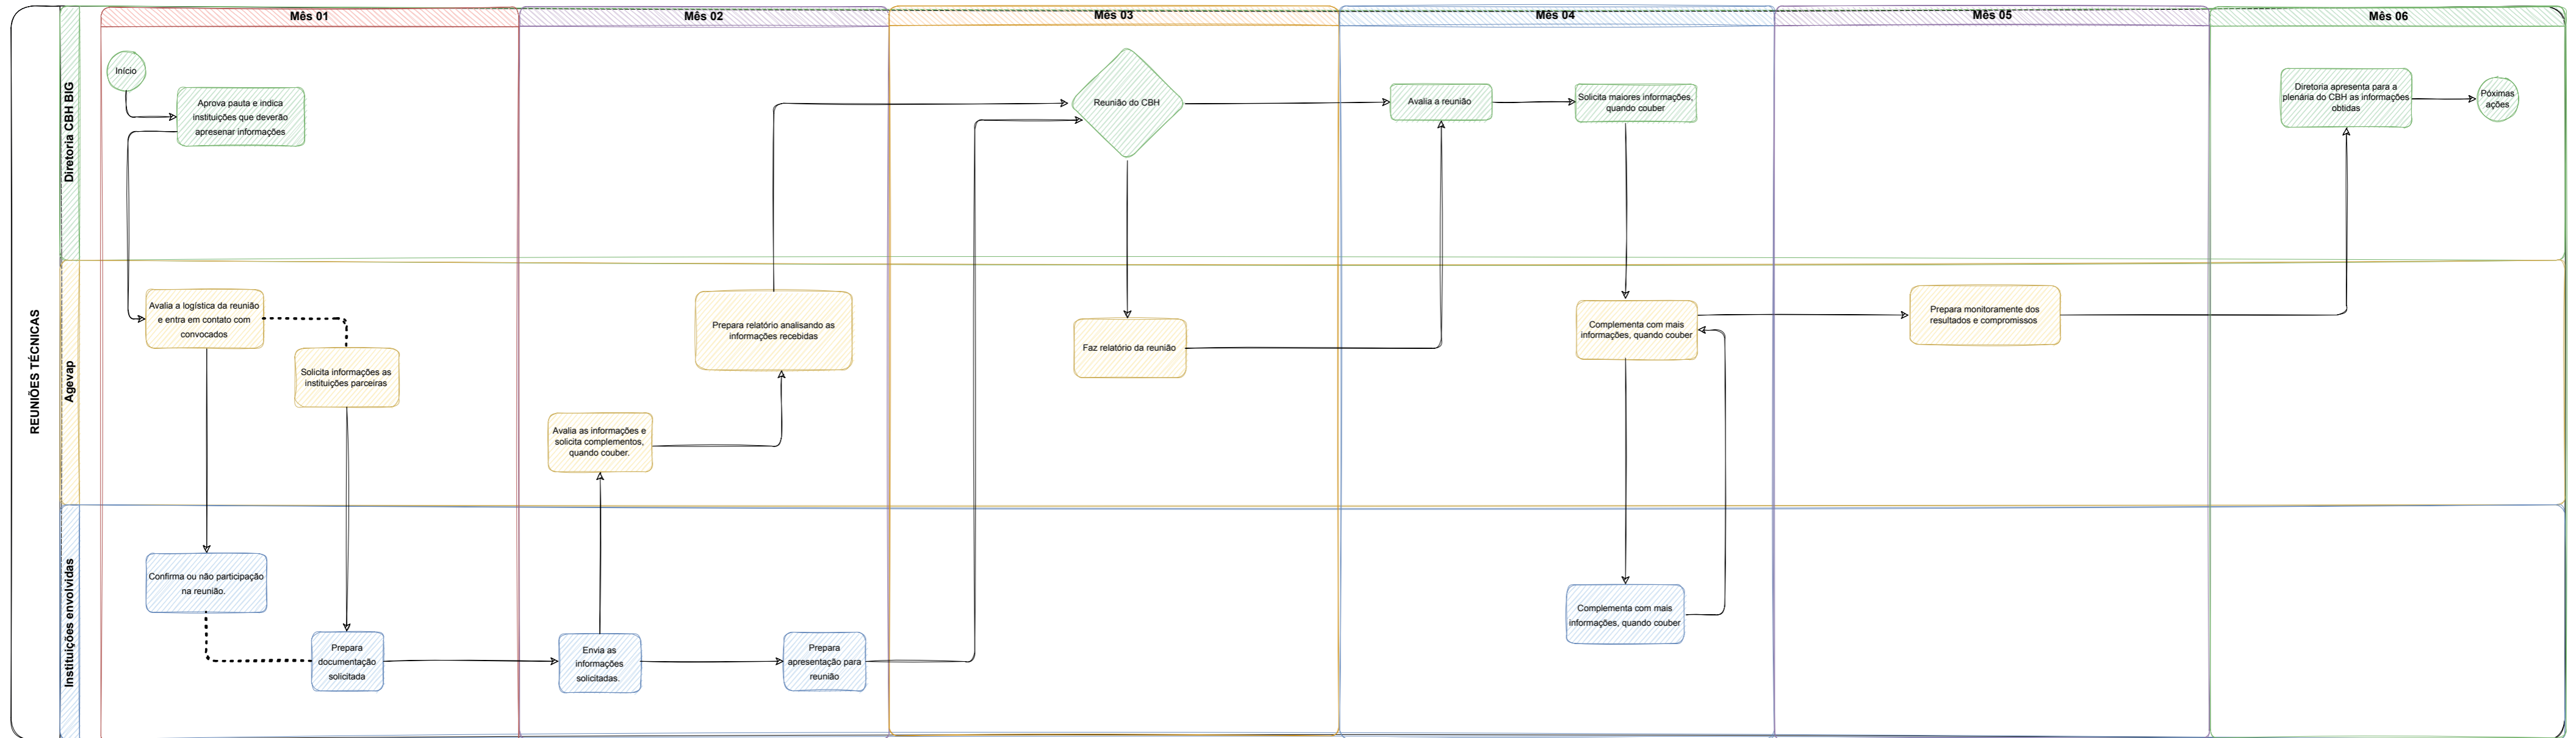 REUNIÕES TÉCNICAS
Mês 01
Mês 02
Mês 03
Mês 04
Mês 05
Mês 06
Diretoria CBH BIG
Início
Aprova pauta e indica
instituições que deverão
apresenar informações
Reunião do CBH
Avalia a reunião
Solicita maiores informações,
quando couber
Diretoria apresenta para a
plenária do CBH as informações
obtidas
Póximas
ações
Agevap
Avalia a logística da reunião
e entra em contato com
convocados
Solicita informações as
instituições parceiras
Avalia as informações e
solicita complementos,
quando couber.
Prepara relatório analisando as
informações recebidas
Faz relatório da reunião
Complementa com mais
informações, quando couber
Prepara monitoramente dos
resultados e compromissos
Instituições envolvidas
Confirma ou não participação
na reunião.
Prepara
documentação
solicitada
Envia as
informações
solicitadas.
Prepara
apresentação para
reunião
Complementa com mais
informações, quando couber